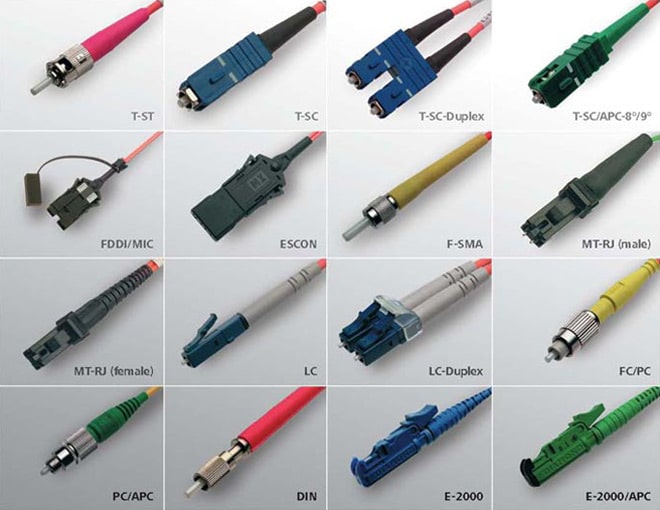 T-ST
T-SC
T-SC-Duplex
T-SC/APC-8°/9°
FDDI/MIC
ESCON
F-SMA
MT-RJ (male)
MT-RJ (female)
LC
LC-Duplex
FC/PC
PC/APC
DIN
E-2000
E-2000/APC